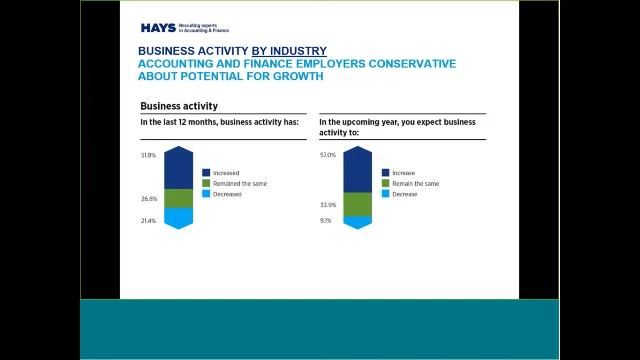 HAYS Recruiting experts
in Accounting & Finance
BUSINESS ACTIVITY BY INDUSTRY
ACCOUNTING AND FINANCE EMPLOYERS CONSERVATIVE
ABOUT POTENTIAL FOR GROWTH
Business activity
In the last 12 months, business activity has:
51.8%
26.8%
21.4%
Increased
Remained the same
Decreased
In the upcoming year, you expect business
activity to:
57.0%
33.9%
9.1%
Increase
Remain the same
Decrease